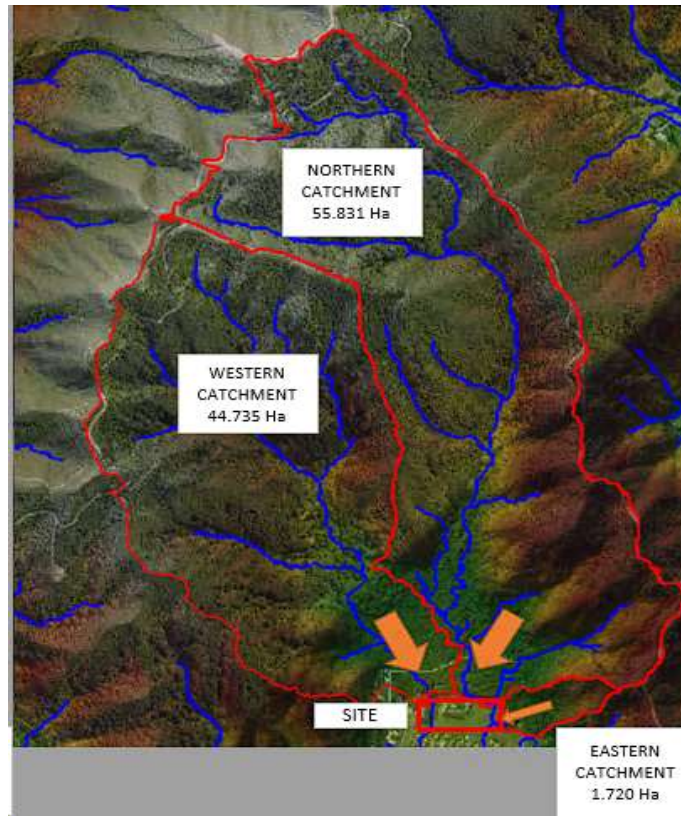 NORTHERN
CATCHMENT
55.831 Ha
WESTERN
CATCHMENT
44.735 Ha
SITE
EASTERN
CATCHMENT
1.720 Ha